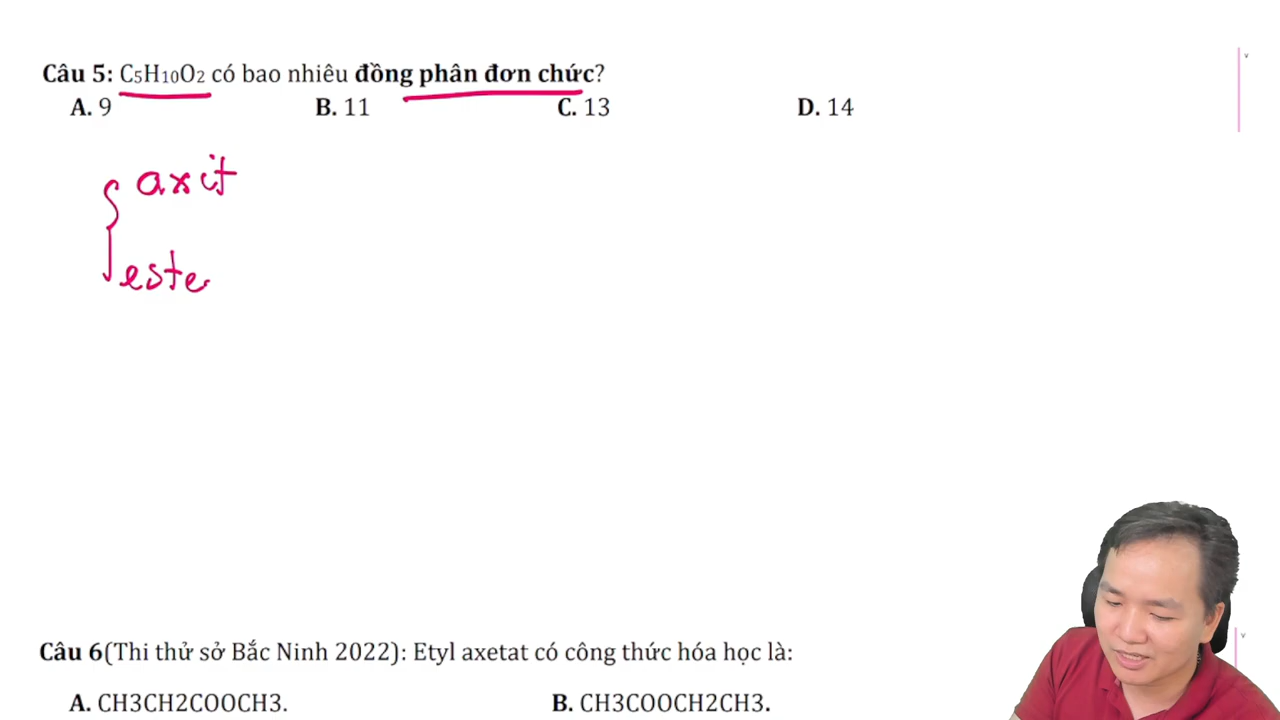 Câu 5: C5H10O2 có bao nhiêu đồng phân đơn chức?
A. 9 B. 11 C. 13 D. 14
axit
este
Câu 6(Thi thử sở Bắc Ninh 2022): Etyl axetat có công thức hóa học là:
A. CH3CH2COOCH3. B. CH3COOCH2CH3.